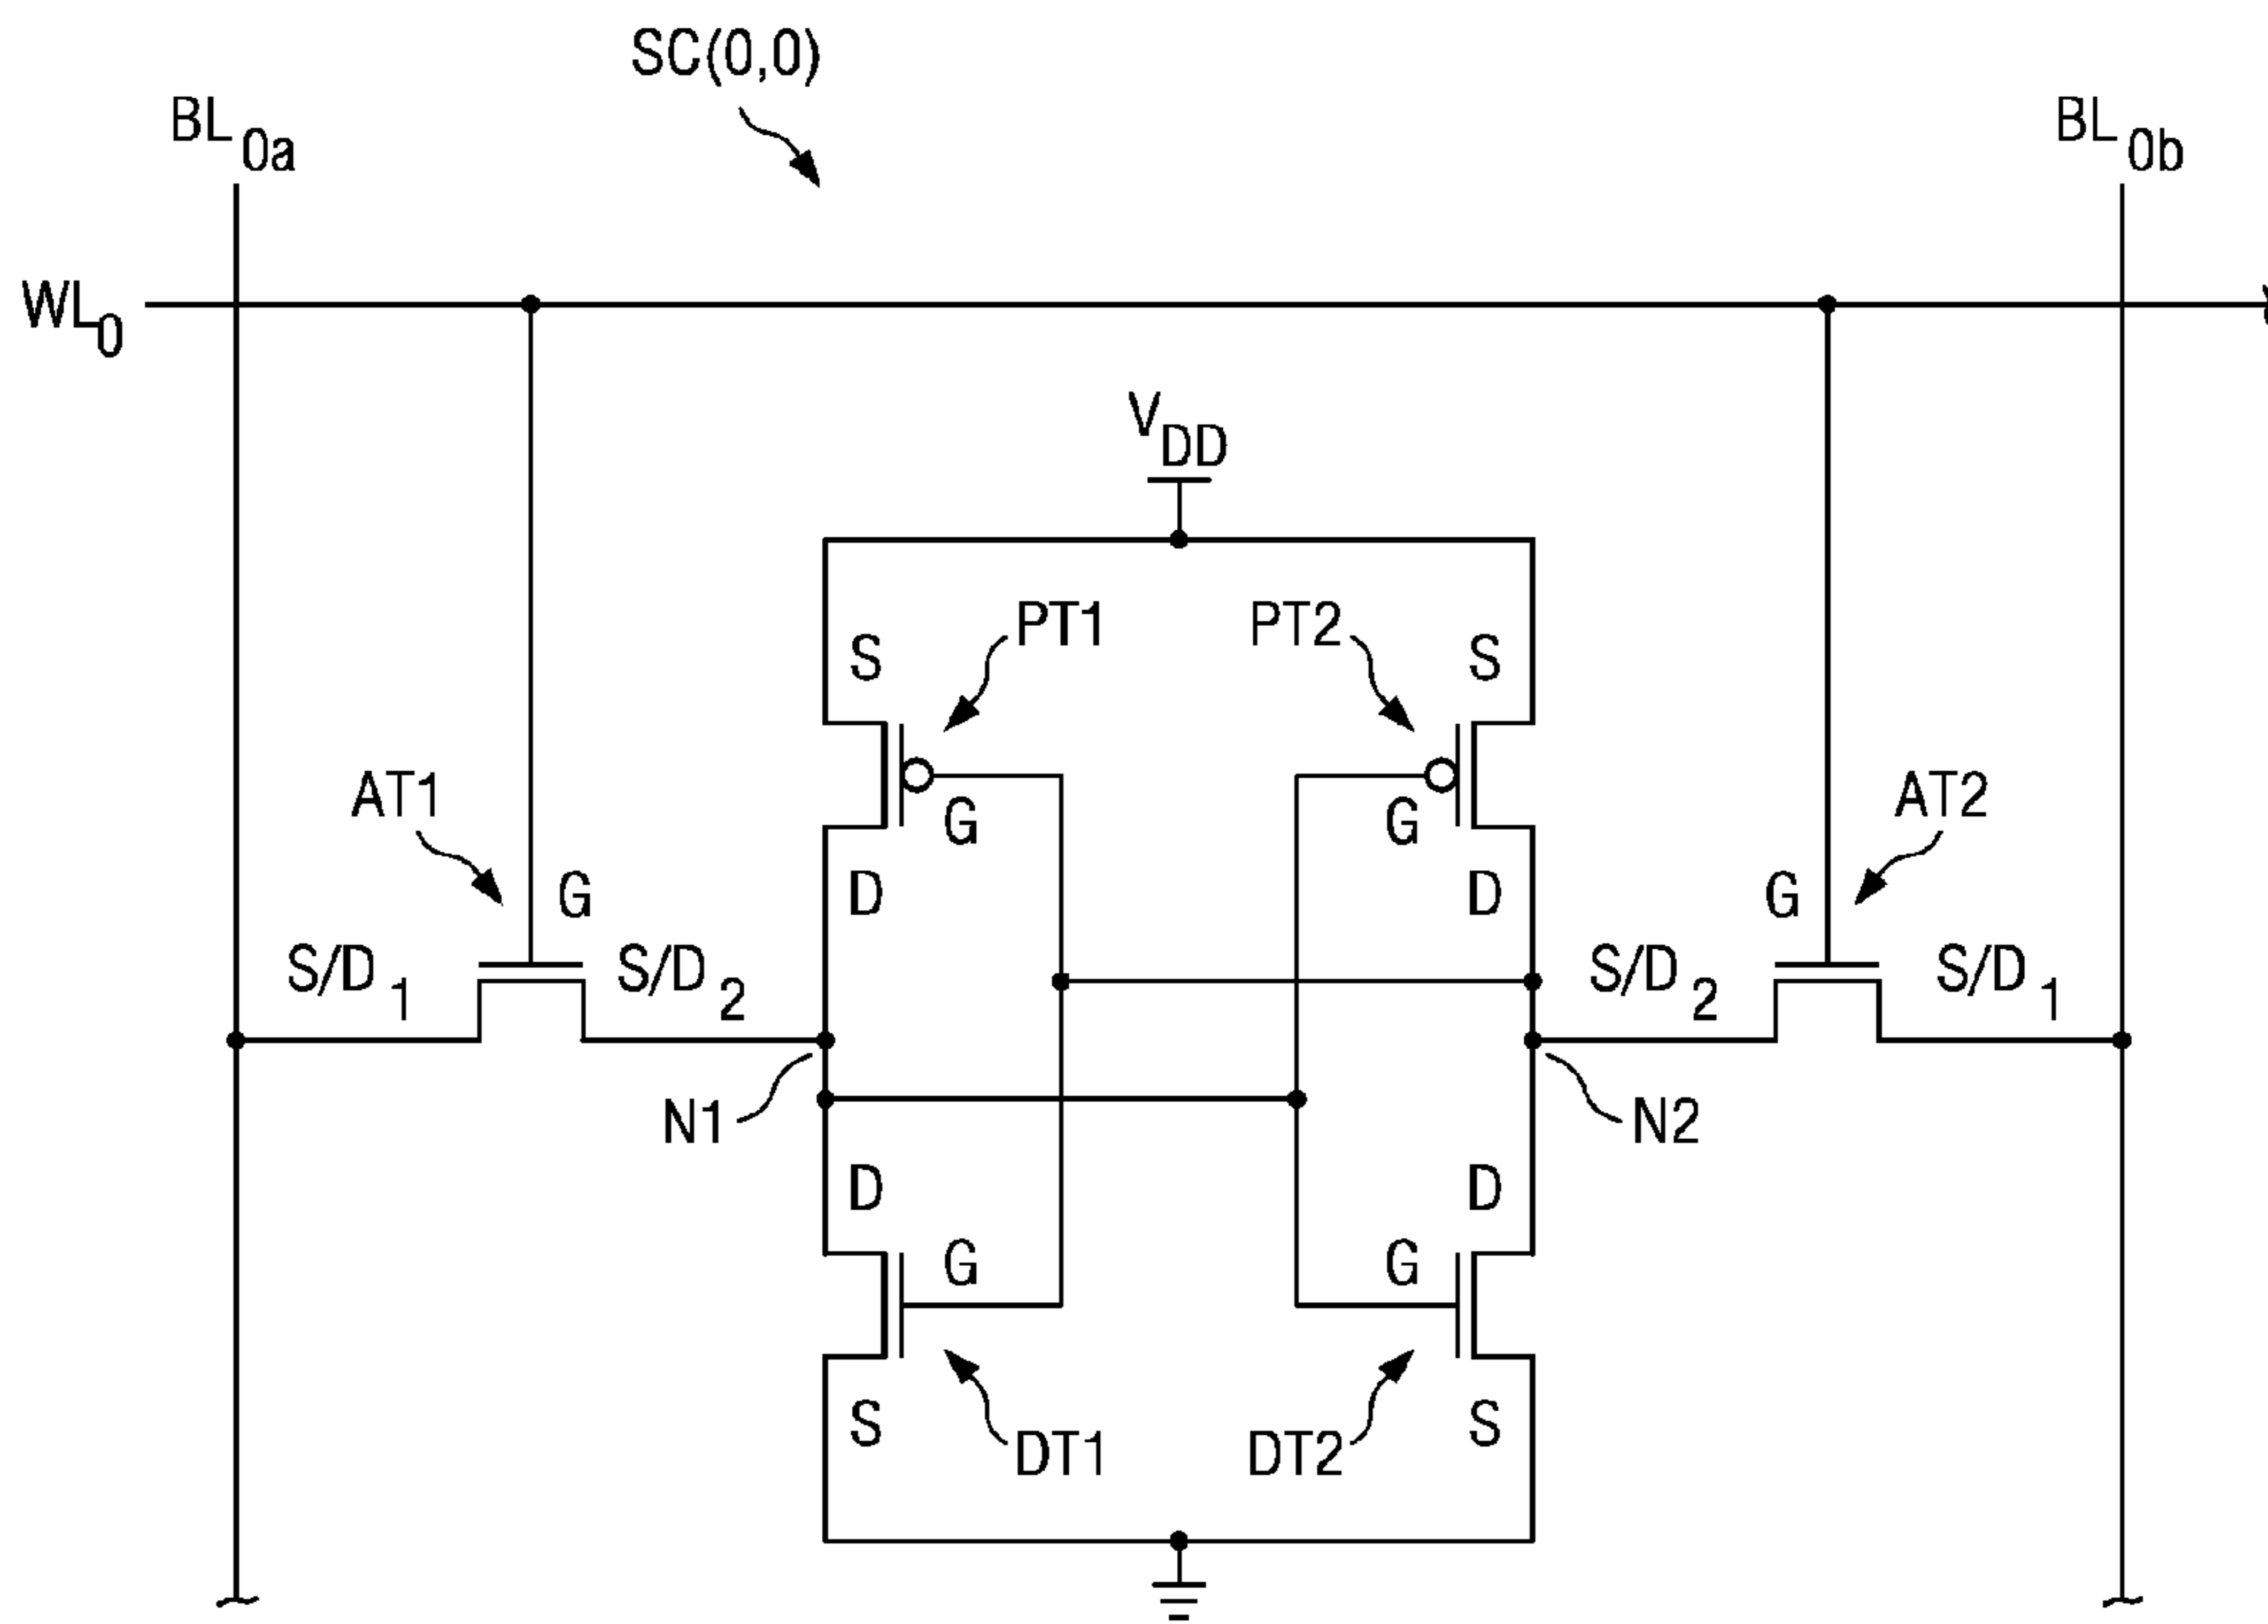 SC(0,0)
BL0a
BL0b
WL0
VDD
PT1
PT2
S
S
AT1
AT2
G
G
G
G
D
D
S/D1
S/D2
S/D2
S/D1
N1
N2
D
D
G
G
S
S
DT1
DT2